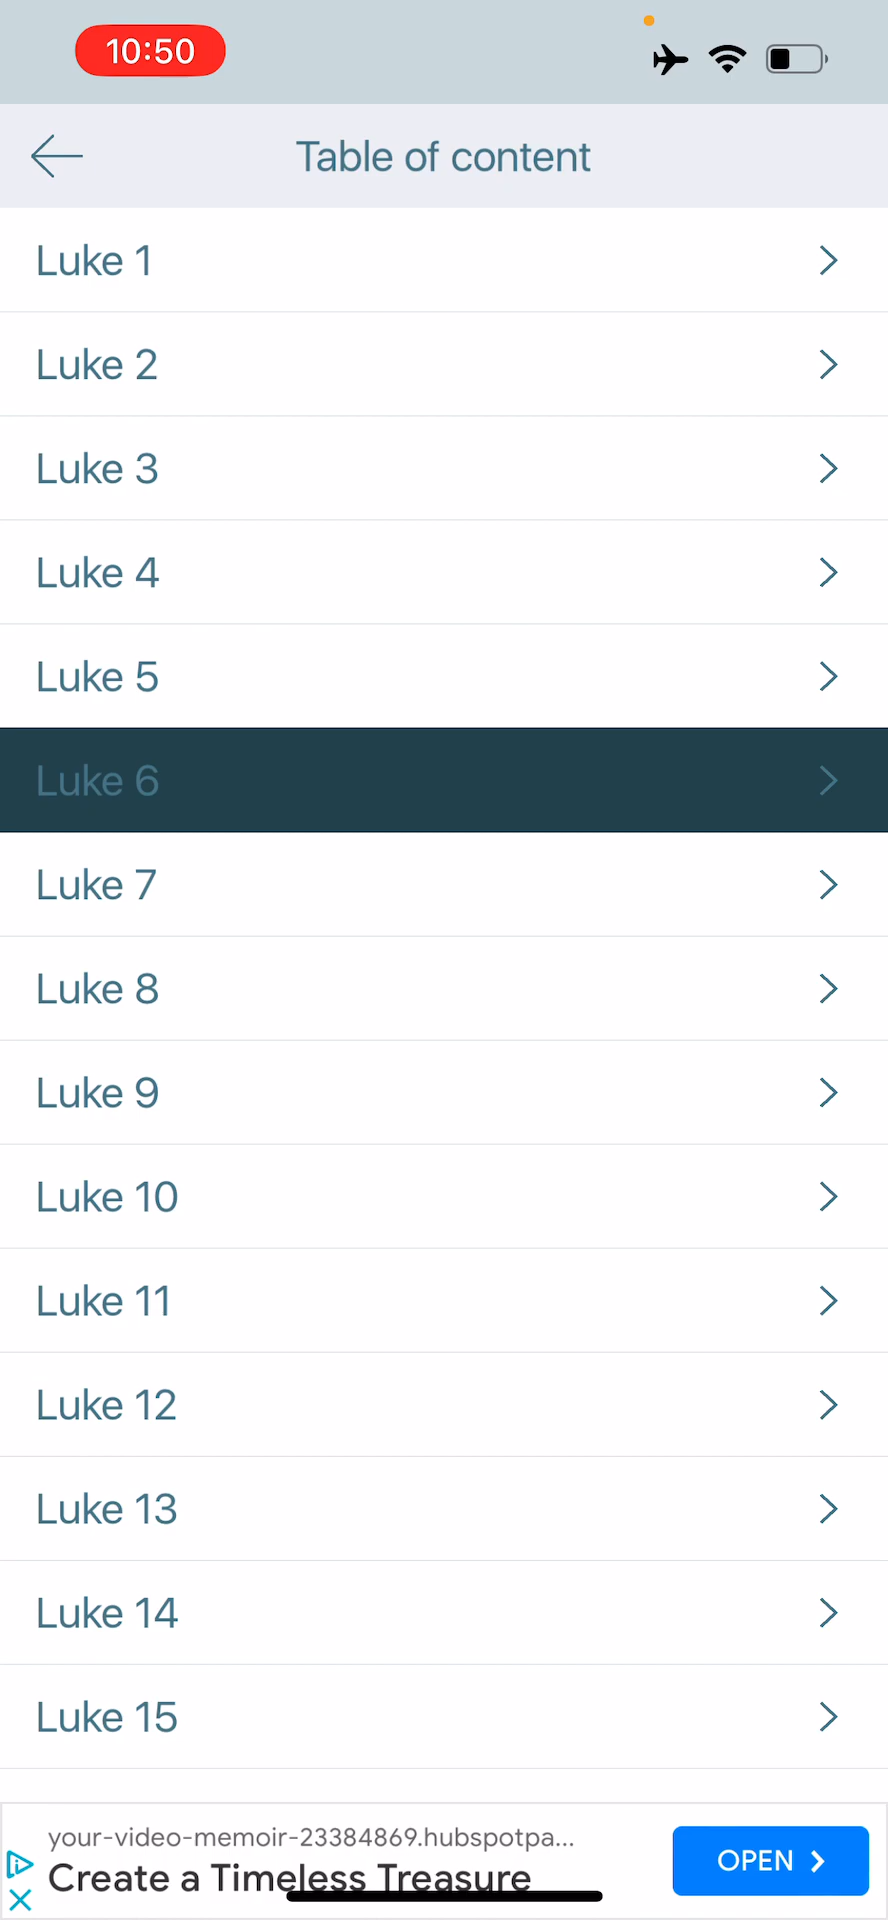 10:50
Table of content
Luke 1
Luke 2
Luke 3
Luke 4
Luke 5
Luke 6
Luke 7
Luke 8
Luke 9
Luke 10
Luke 11
Luke 12
Luke 13
Luke 14
Luke 15
your-video-memoir-23384869.hubspotpa...
Create a Timeless Treasure
OPEN